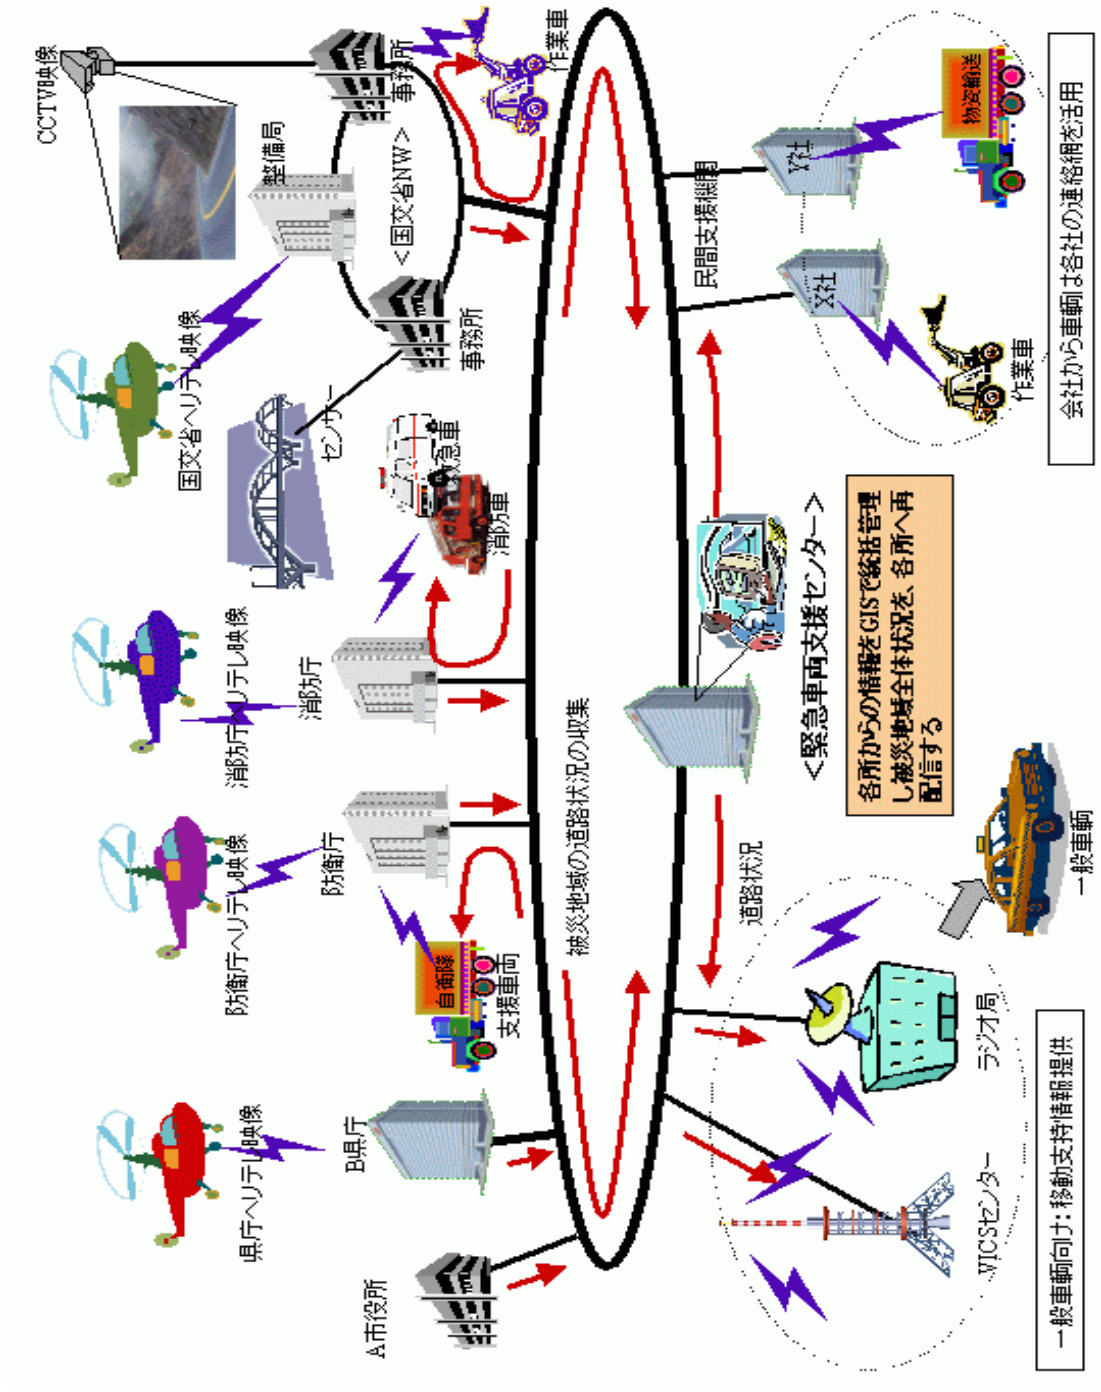 県庁ヘリテレ映像
防衛庁ヘリテレ映像
消防庁ヘリテレ映像
国交省ヘリテレ映像
CCTV映像
センサー
整備局
事務所
事務所
<国交省NW>
作業車
A市役所
B県庁
防衛庁
消防庁
自衛隊
支援車両
救急車
消防車
被災地域の道路状況の収集
道路状況
民間支援機関
X社
Y社
物資輸送
作業車
<緊急車両支援センター>
各所からの情報をGISで統括管理
し被災地域全体状況を、各所へ再
配信する
VICSセンター
ラジオ局
一般車輌
一般車輌向け:移動支持情報提供
会社から車輌は各社の連絡網を活用